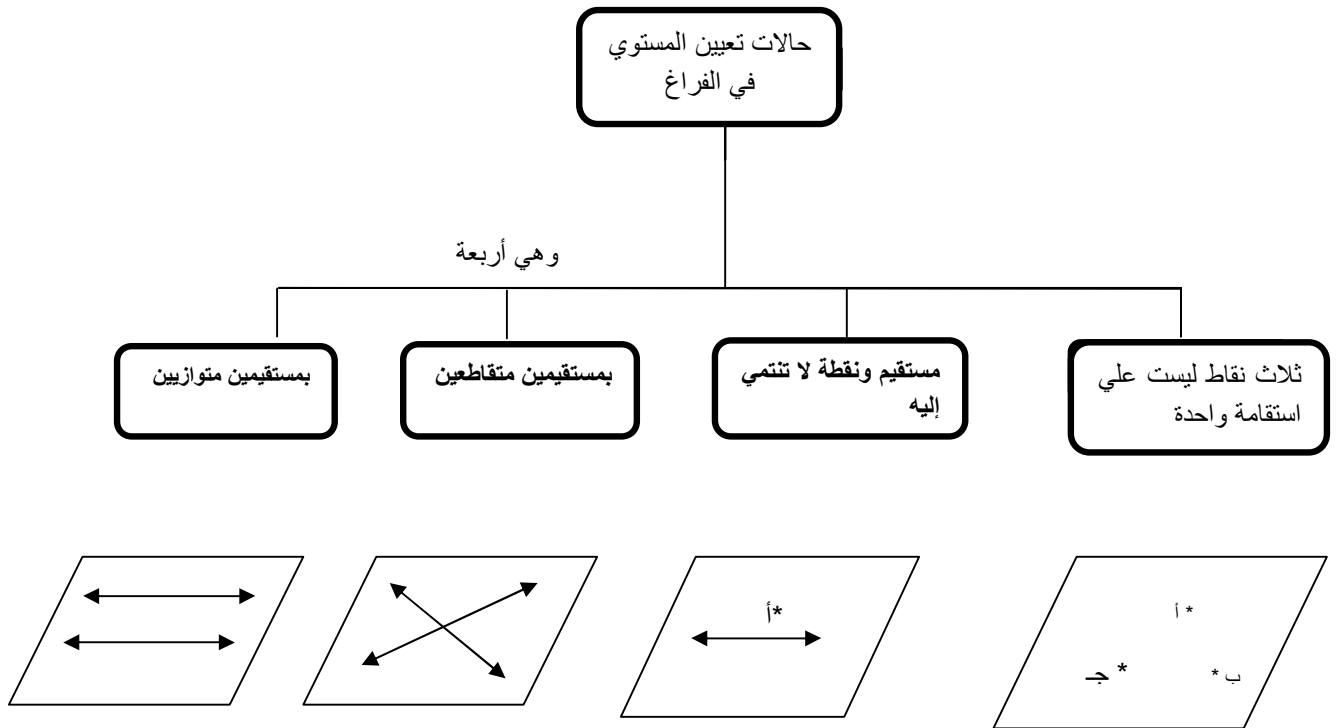 حالات تعيين المستوي
في الفراغ
وهي أربعة
ثلاث نقاط ليست علي
استقامة واحدة
مستقيم ونقطة لا تنتمي
إليه
بمستقيمين متقاطعين
بمستقيمين متوازيين
* أ
ب *
* جـ
*أ